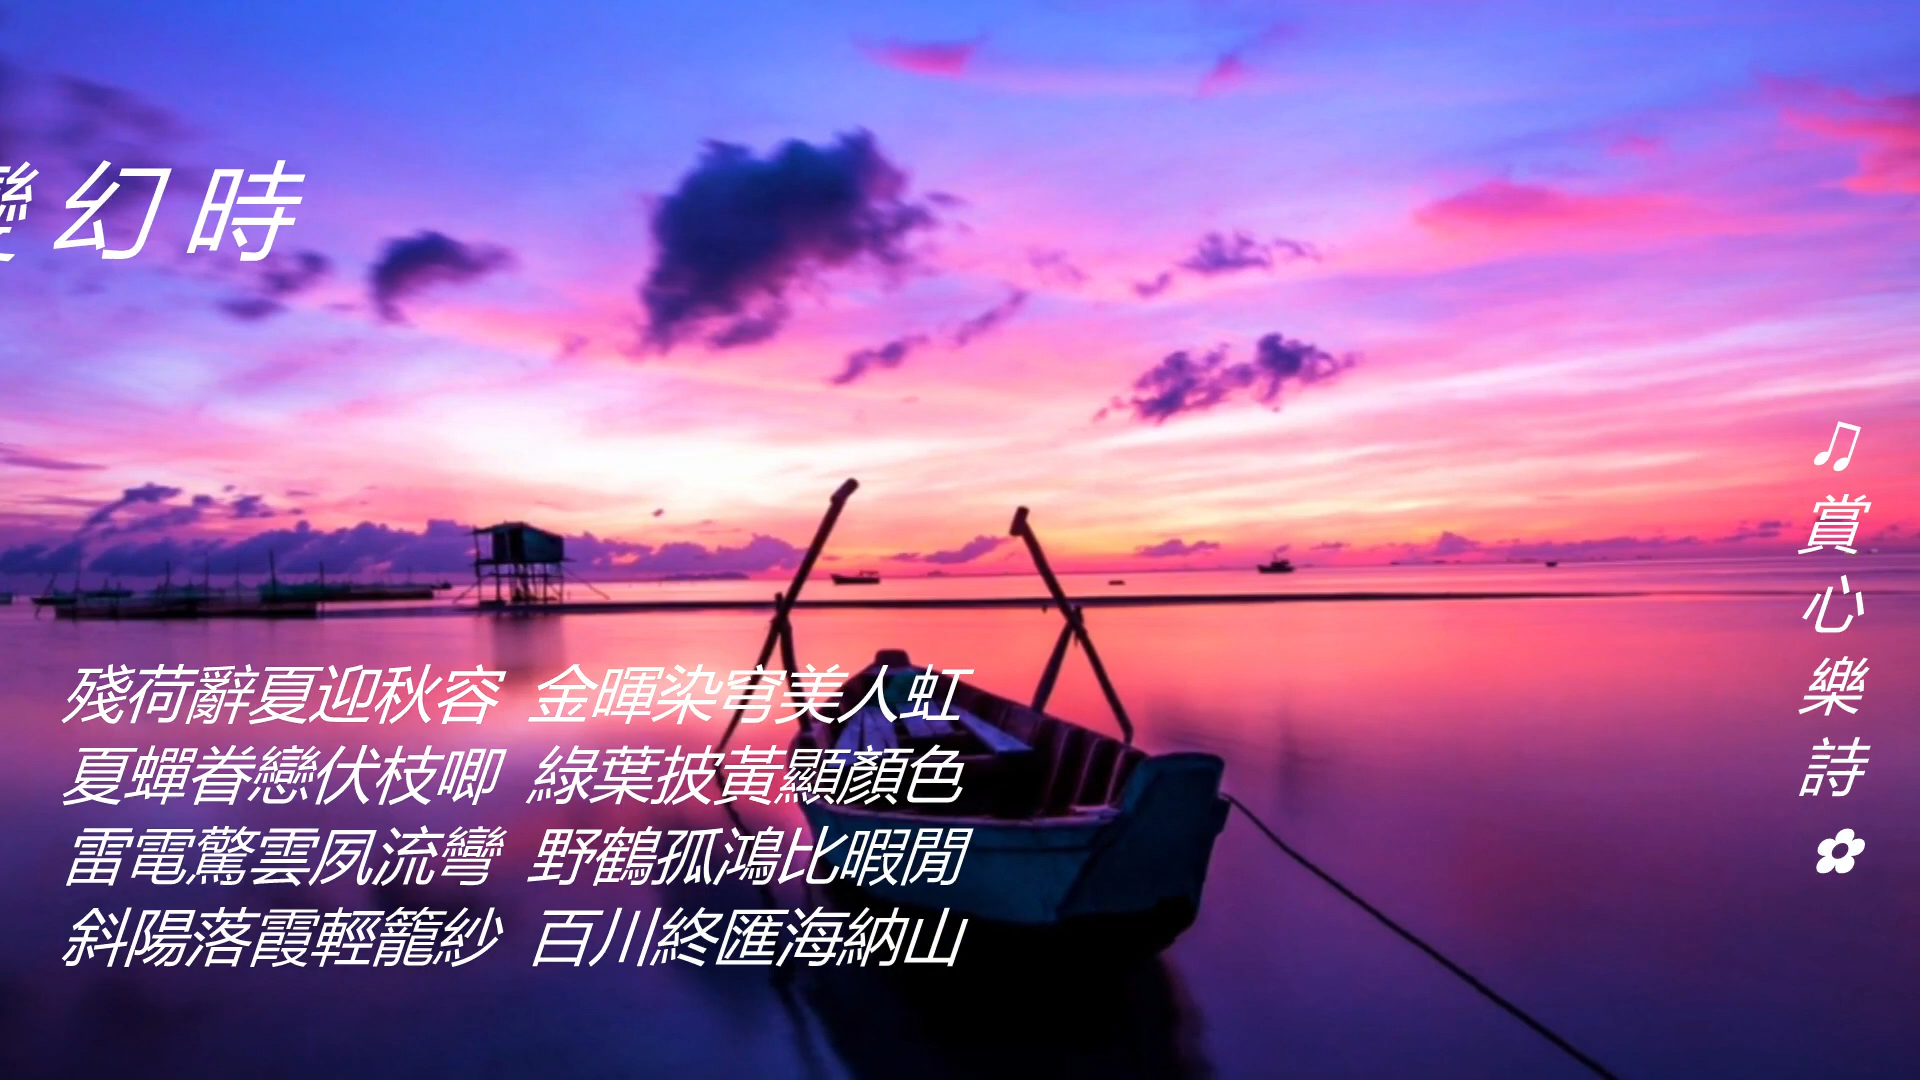 變幻時
殘荷辭夏迎秋容 金暉染穹美人虹
夏蟬眷戀伏枝唧 綠葉披黃顯顏色
雷電驚雲夙流彎 野鶴孤鴻比暇閒
斜陽落霞輕籠紗 百川終匯海納山
♫賞心樂詩✿